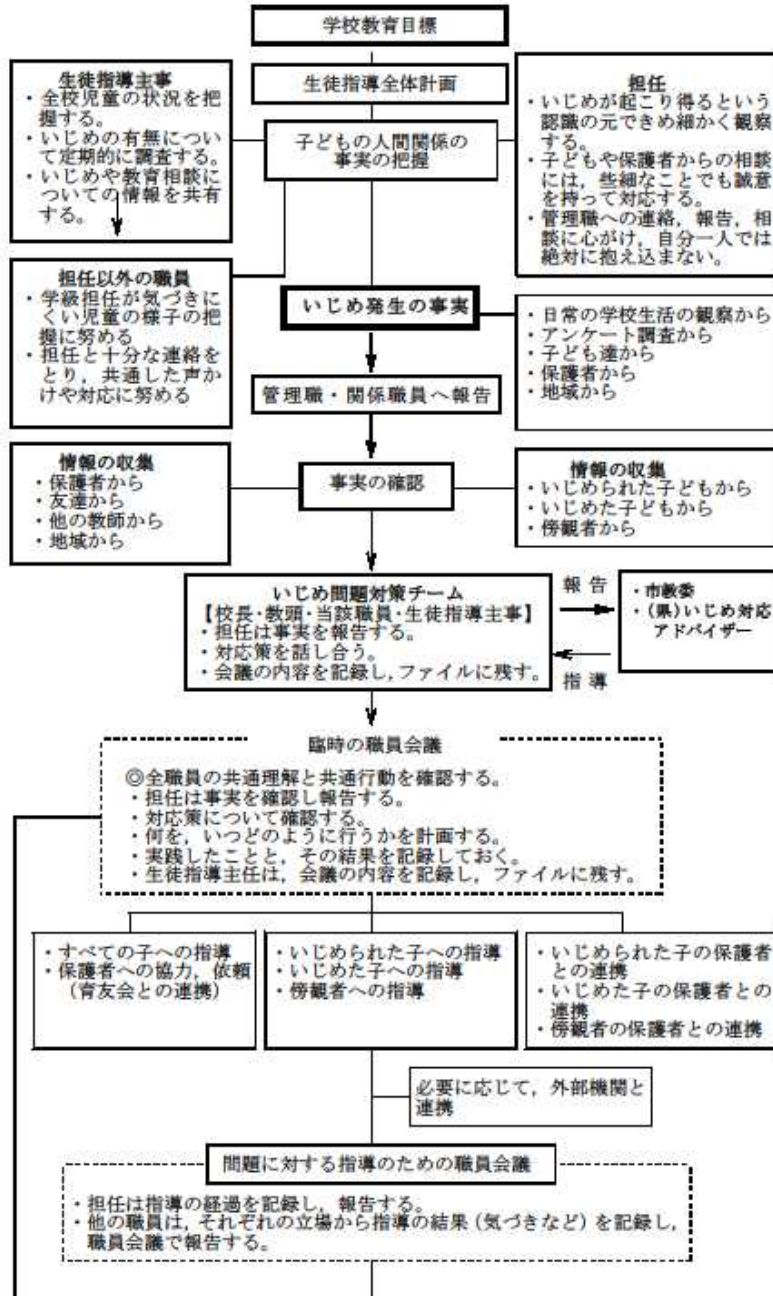 学校教育目標
生徒指導全体計画
生徒指導主事
・全校児童の状況を把
握する。
・いじめの有無につい
て定期的に調査する。
・いじめや教育相談に
ついての情報を共有
する。
子どもの人間関係の
事実の把握
担任
・いじめが起こり得るという
認識の元できめ細かく観察
する。
・子どもや保護者からの相談
には，些細なことでも誠意
を持って対応する。
・管理職への連絡，報告，相
談に心がけ，自分一人では
絶対に抱え込まない。
担任以外の職員
・学級担任が気づきに
くい児童の様子の把
握に努める
・担任と十分な連絡を
とり，共通した声か
けや対応に努める
いじめ発生の事実
・日常の学校生活の観察から
・アンケート調査から
・子ども達から
・保護者から
・地域から
管理職・関係職員へ報告
情報の収集
・保護者から
・友達から
・他の教師から
・地域から
事実の確認
情報の収集
・いじめられた子どもから
・いじめた子どもから
・傍観者から
いじめ問題対策チーム
【校長・教頭・当該職員・生徒指導主事】
・担任は事実を報告する。
・対応策を話し合う。
・会議の内容を記録し，ファイルに残す。
報告
指導
・市教委
・(県)いじめ対応
アドバイザー
臨時の職員会議
◎全職員の共通理解と共通行動を確認する。
・担任は事実を確認し報告する。
・対応策について確認する。
・何を，いつどのように行うかを計画する。
・実践したことと，その結果を記録しておく。
・生徒指導主任は，会議の内容を記録し，ファイルに残す。
・すべての子への指導
・保護者への協力，依頼
（育友会との連携）
・いじめられた子への指導
・いじめた子への指導
・傍観者への指導
・いじめられた子の保護者
との連携
・いじめた子の保護者との
連携
・傍観者の保護者との連携
必要に応じて，外部機関と
連携
問題に対する指導のための職員会議
・担任は指導の経過を記録し，報告する。
・他の職員は，それぞれの立場から指導の結果（気づきなど）を記録し，
職員会議で報告する。